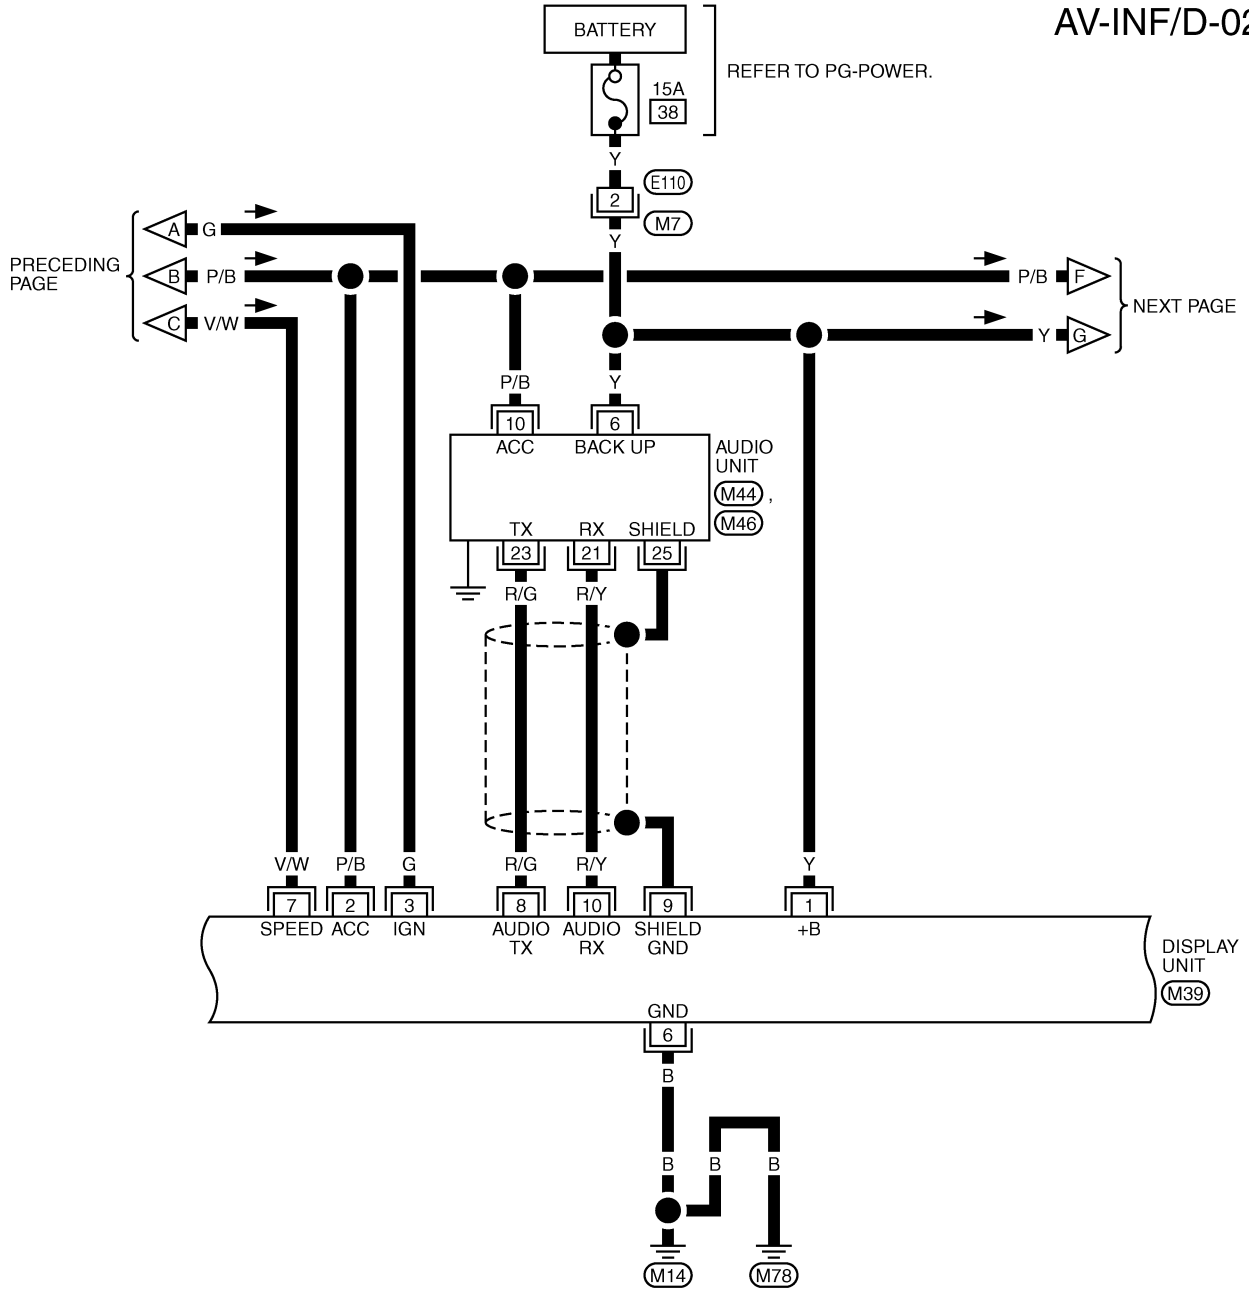 AV-INF/D-02
BATTERY
REFER TO PG-POWER.
15A
38
Y
E110
2
M7
Y
PRECEDING
PAGE
A G
B P/B
C V/W
P/B F
Y G
NEXT PAGE
P/B Y
10 6
ACC BACK UP
AUDIO
UNIT
M44 ,
M46
TX RX SHIELD
23 21 25
R/G R/Y
V/W P/B G R/G R/Y Y
7 2 3 8 10 9 1
SPEED ACC IGN AUDIO AUDIO SHIELD +B
TX RX GND
DISPLAY
UNIT
M39
GND
6
B
B B B
M14 M78